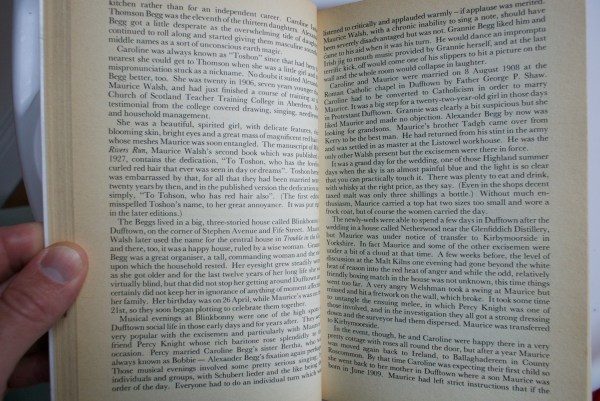 kitchen rather than for an independent career. Caroline
Thomson Begg was the eleventh of the thirteen daughters.
Begg got a little desperate as the overwhelming tide of
continued to roll along and started giving them masculine
middle names as a sort of unconscious earth magic.
Caroline was always known as "Toshon" since that had been
nearest she could get to Thomson when she was a little girl and
mispronunciation stuck as a nickname. No doubt it suited
Begg better, too. She was twenty in 1906, seven years younger
Maurice Walsh, and had just finished a course of training at
Church of Scotland Teacher Training College in Aberdeen.
testimonial from the college covered drawing, singing, needlework
and household management.
She was a beautiful, spirited girl, with delicate features,
blooming skin, bright eyes and a great mass of magnificent red hair
whose meshes Maurice was soon entangled. The manuscript of
Rivers Run, Maurice Walsh's second book which was published
1927, contains the dedication, "To Toshon, who has the loveliest
curled red hair that ever was seen in day or dreams". Toshon
was embarrassed by that, for all that they had been married
twenty years by then, and in the published version the dedication
simply, "To Tohson, who has red hair also". (The first edition
misspelled Toshon's name, to her great annoyance. It was put
in the later editions.)
The Beggs lived in a big, three-storied house called Blinkbonny
Dufftown, on the corner of Stephen Avenue and Fife Street. Maurice
Walsh later used the name for the central house in Trouble in the
and there, too, it was a happy house, ruled by a wise woman.
Begg was a great organiser, a tall, commanding woman and the
upon which the household rested. Her eyesight grew steadily
as she got older and for the last twelve years of her long life she
virtually blind, but that did not stop her getting around Dufftown
certainly did not keep her in ignorance of anything of moment
her family. Her birthday was on 26 April, while Maurice's was
21st, so they soon began plotting to celebrate them together.
Musical evenings at Blinkbonny were one of the high spots
Dufftown social life in those early days and for years after. They were
very popular with the excisemen and particularly with Maurice's
friend Percy Knight whose rich baritone rose splendidly
occasion. Percy married Caroline Begg's sister Bertha, who
always known as Bobbie — Alexander Begg's fixation again
Those musical evenings involved some pretty serious singing,
individuals and groups, with Schubert lieder and the like being
order of the day. Everyone had to do an individual turn which
listened to critically and applauded warmly – if applause was merited.
Maurice Walsh, with a chronic inability to sing a note, should have
been severely disadvantaged but was not. Grannie Begg liked him and
came to his aid when it was his turn. He would dance an impromptu
Irish jig to mouth music provided by Grannie herself, and at the last
terrific kick, off would come one of his slippers to hit a picture on the
wall and the whole room would collapse in laughter.
Caroline and Maurice were married on 8 August 1908 at the
Roman Catholic chapel in Dufftown by Father George P. Shaw.
Caroline had to be converted to Catholicism in order to marry
Maurice. It was a big step for a twenty-two-year-old girl in those days
in Protestant Dufftown. Grannie was clearly a bit suspicious but she
liked Maurice and made no objection. Alexander Begg by now was
looking for grandsons. Maurice's brother Tadgh came over from
Kerry to be the best man. He had returned from his stint in the army
and was settled in as master at the Listowel workhouse. He was the
only other Walsh present but the excisemen were there in force.
It was a grand day for the wedding, one of those Highland summer
days when the sky is an almost painful blue and the light is so clear
that you can practically touch it. There was plenty to eat and drink,
with whisky at the right price, as they say. (Even in the shops decent
malt was only three shillings a bottle.) Without much en-
thusiasm, Maurice carried a top hat two sizes too small and wore a
frock coat, but of course the women carried the day.
The newly-weds were able to spend a few days in Dufftown after the
wedding in a house called Netherwood near the Glenfiddich Distillery,
but Maurice was under notice of transfer to Kirbymoorside in
Yorkshire. In fact Maurice and some of the other excisemen were
under a bit of a cloud at that time. A few weeks before, the level of
discussion at the Malt Kilns one evening had gone beyond the white
heat of reason into the red heat of anger and while the odd, relatively
friendly boxing match in the house was not unknown, this time things
went too far. A very angry Welshman took a swing at Maurice but
missed and hit a fretwork on the wall, which broke. It took some time
to untangle the ensuing melee, in which Percy Knight was one of
those involved, and in the investigation they all got a strong dressing
down and the surveyor had them dispersed. Maurice was transferred
to Kirbymoorside.
In the event, though, he and Caroline were happy there in a very
pretty cottage with roses all round the door, but after a year Maurice
was moved again back to Ireland, to Ballaghadereen in County
Roscommon. By that time Caroline was expecting their first child so
she went back to her mother in Dufftown where a son Maurice was
born in June 1909. Maurice had left strict instructions that if the